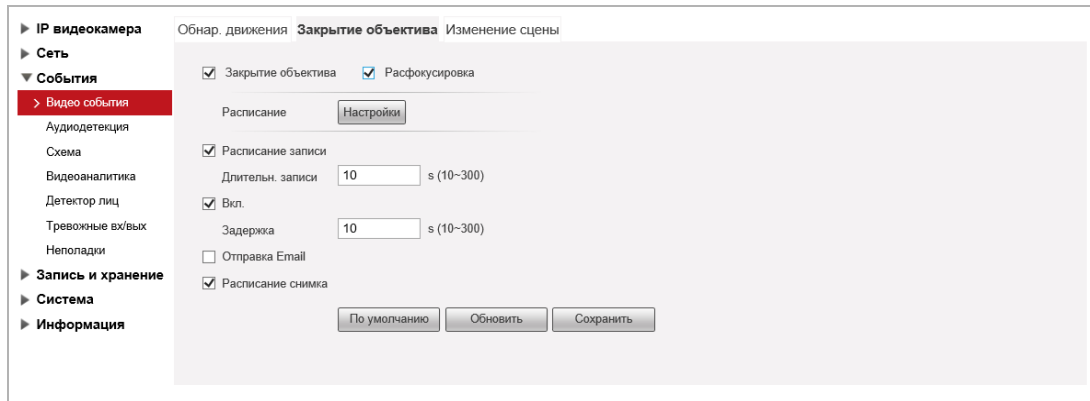 IP видеокамера
Сеть
События
Видео события
Аудиодетекция
Схема
Видеоаналитика
Детектор лиц
Тревожные вх/вых
Неполадки
Запись и хранение
Система
Информация
Обнар. движения Закрытие объектива Изменение сцены
Закрытие объектива Расфокусировка
Расписание Настройки
Расписание записи
Длительн. записи 10 s (10~300)
Вкл.
Задержка 10 s (10~300)
Отправка Email
Расписание снимка
По умолчанию Обновить Сохранить